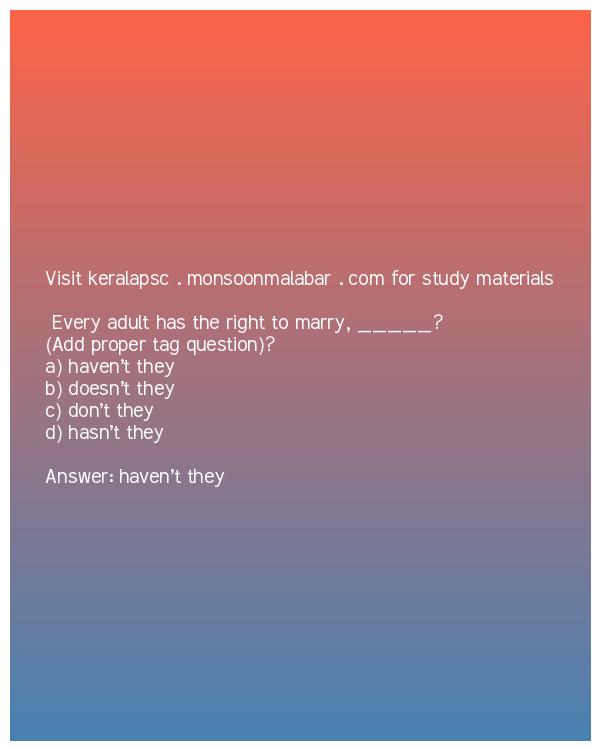 Visit keralapsc . monsoonmalabar . com for study materials
Every adult has the right to marry, _____?
(Add proper tag question)?
a) haven't they
b) doesn't they
c) don't they
d) hasn't they
Answer: haven't they